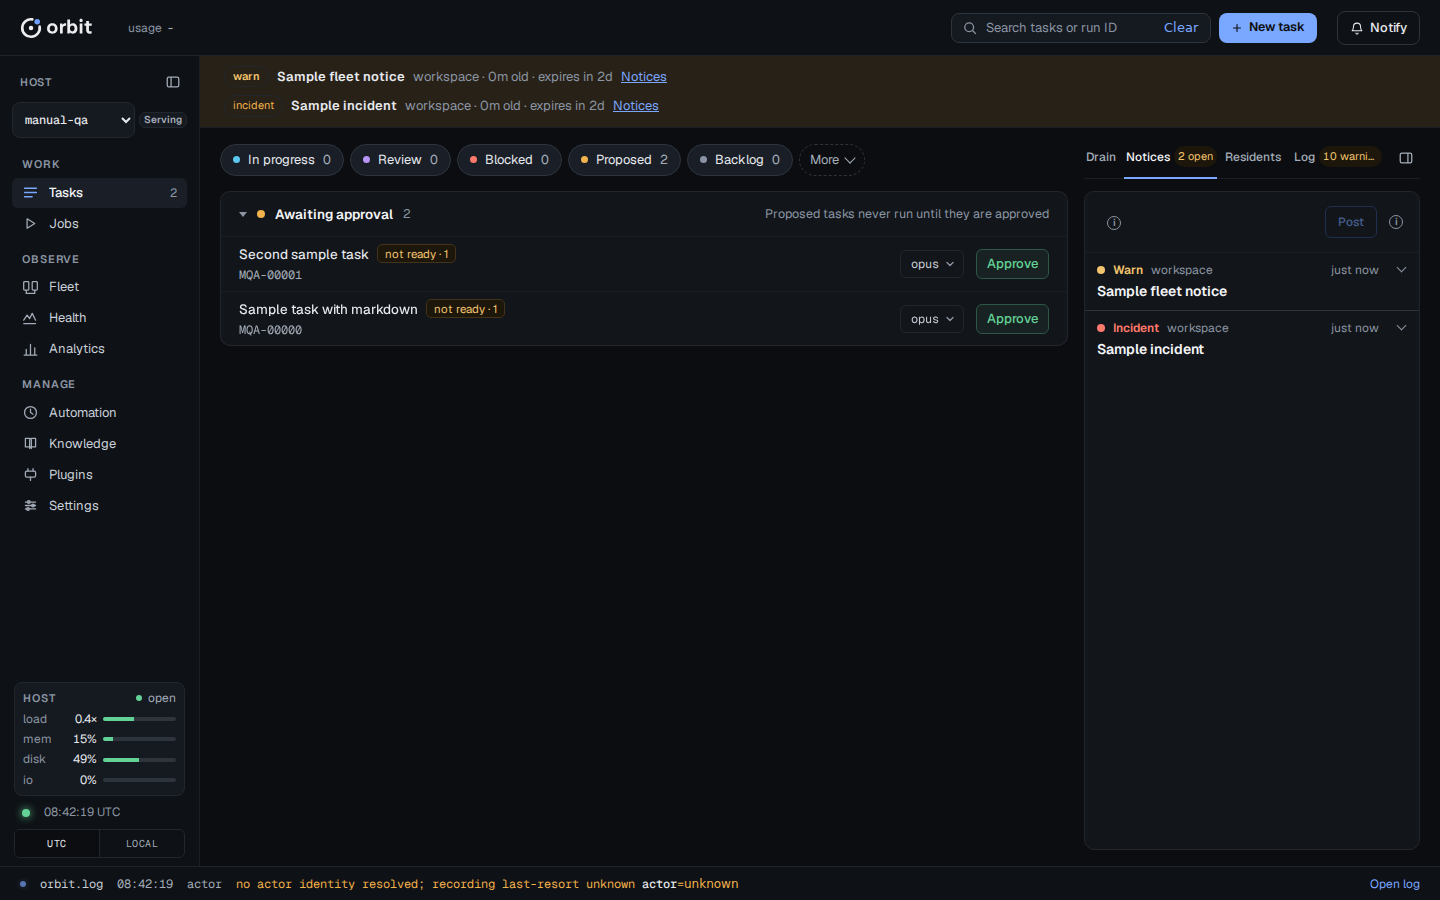 orbit
usage -
Search tasks or run ID
Clear
+ New task
Notify
HOST
manual-qa
Serving
WORK
Tasks 2
Jobs
OBSERVE
Fleet
Health
Analytics
MANAGE
Automation
Knowledge
Plugins
Settings
HOST open
load 0.4×
mem 15%
disk 49%
io 0%
08:42:19 UTC
UTC LOCAL
warn Sample fleet notice workspace · 0m old · expires in 2d Notices
incident Sample incident workspace · 0m old · expires in 2d Notices
In progress 0
Review 0
Blocked 0
Proposed 2
Backlog 0
More
Awaiting approval 2
Proposed tasks never run until they are approved
Second sample task not ready · 1
MQA-00001
opus
Approve
Sample task with markdown not ready · 1
MQA-00000
opus
Approve
Drain
Notices 2 open
Residents
Log 10 warni…
Post
Warn workspace just now
Sample fleet notice
Incident workspace just now
Sample incident
orbit.log 08:42:19 actor no actor identity resolved; recording last-resort unknown actor=unknown
Open log